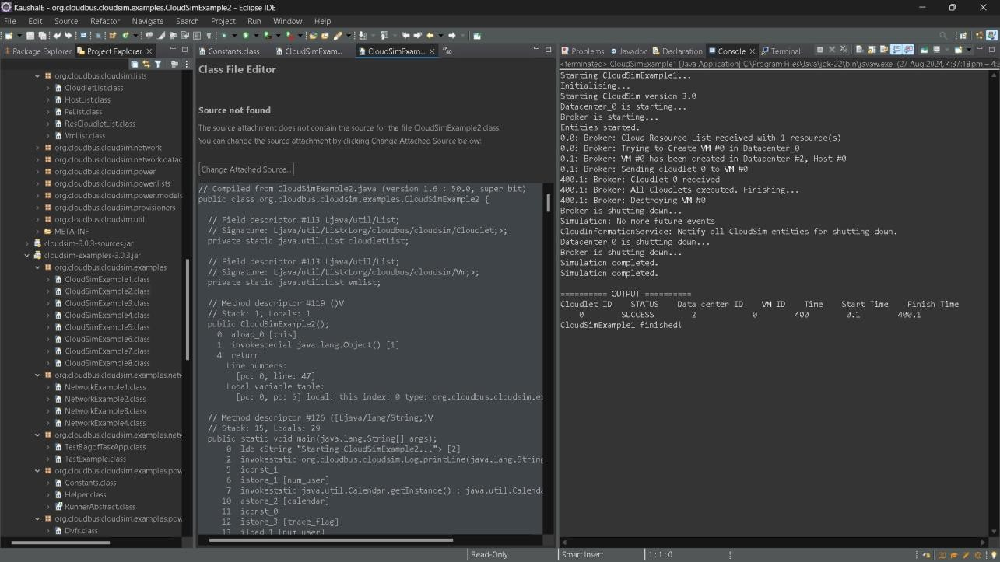 KaushalE - org.cloudbus.cloudsim.examples.CloudSimExample2 - Eclipse IDE
File Edit Source Refactor Navigate Search Project Run Window Help
Package Explorer Project Explorer
org.cloudbus.cloudsim.lists
CloudletList.class
HostList.class
PeList.class
ResCloudletList.class
VmList.class
org.cloudbus.cloudsim.network
org.cloudbus.cloudsim.network.datac
org.cloudbus.cloudsim.power
org.cloudbus.cloudsim.power.lists
org.cloudbus.cloudsim.power.models
org.cloudbus.cloudsim.provisioners
org.cloudbus.cloudsim.util
META-INF
cloudsim-3.0.3-sources.jar
cloudsim-examples-3.0.3.jar
org.cloudbus.cloudsim.examples
CloudSimExample1.class
CloudSimExample2.class
CloudSimExample3.class
CloudSimExample4.class
CloudSimExample5.class
CloudSimExample6.class
CloudSimExample7.class
CloudSimExample8.class
org.cloudbus.cloudsim.examples.netw
NetworkExample1.class
NetworkExample2.class
NetworkExample3.class
NetworkExample4.class
org.cloudbus.cloudsim.examples.netw
TestBagofTaskApp.class
TestExample.class
org.cloudbus.cloudsim.examples.pow
Constants.class
Helper.class
RunnerAbstract.class
org.cloudbus.cloudsim.examples.pow
Dvfs.class
Constants.class CloudSimExam... CloudSimExam... 40
Class File Editor
Source not found
The source attachment does not contain the source for the file CloudSimExample2.class.
You can change the source attachment by clicking Change Attached Source below:
Change Attached Source...
// Compiled from CloudSimExample2.java (version 1.6 : 50.0, super bit)
public class org.cloudbus.cloudsim.examples.CloudSimExample2 {
// Field descriptor #113 Ljava/util/List;
// Signature: Ljava/util/List<Lorg/cloudbus/cloudsim/Cloudlet;>;
private static java.util.List cloudletList;
// Field descriptor #113 Ljava/util/List;
// Signature: Ljava/util/List<Lorg/cloudbus/cloudsim/Vm;>;
private static java.util.List vmlist;
// Method descriptor #119 ()V
// Stack: 1, Locals: 1
public CloudSimExample2();
0 aload_0 [this]
1 invokespecial java.lang.Object() [1]
4 return
Line numbers:
[pc: 0, line: 47]
Local variable table:
[pc: 0, pc: 5] local: this index: 0 type: org.cloudbus.cloudsim.ex
// Method descriptor #126 ([Ljava/lang/String;)V
// Stack: 15, Locals: 29
public static void main(java.lang.String[] args);
0 ldc <String "Starting CloudSimExample2..."> [2]
2 invokestatic org.cloudbus.cloudsim.Log.printLine(java.lang.String
5 iconst_1
6 istore_1 [num_user]
7 invokestatic java.util.Calendar.getInstance() : java.util.Calenda
10 astore_2 [calendar]
11 iconst_0
12 istore_3 [trace_flag]
13 iload_1 [num_user]
Problems Javadoc Declaration Console Terminal
<terminated> CloudSimExample1 [Java Application] C:\Program Files\Java\jdk-22\bin\javaw.exe (27 Aug 2024, 4:37:18 pm – 4:3
Starting CloudSimExample1...
Initialising...
Starting CloudSim version 3.0
Datacenter_0 is starting...
Broker is starting...
Entities started.
0.0: Broker: Cloud Resource List received with 1 resource(s)
0.0: Broker: Trying to Create VM #0 in Datacenter_0
0.1: Broker: VM #0 has been created in Datacenter #2, Host #0
0.1: Broker: Sending cloudlet 0 to VM #0
400.1: Broker: Cloudlet 0 received
400.1: Broker: All Cloudlets executed. Finishing...
400.1: Broker: Destroying VM #0
Broker is shutting down...
Simulation: No more future events
CloudInformationService: Notify all CloudSim entities for shutting down.
Datacenter_0 is shutting down...
Broker is shutting down...
Simulation completed.
Simulation completed.
========== OUTPUT ==========
Cloudlet ID STATUS Data center ID VM ID Time Start Time Finish Time
0 SUCCESS 2 0 400 0.1 400.1
CloudSimExample1 finished!
Read-Only Smart Insert 1 : 1 : 0